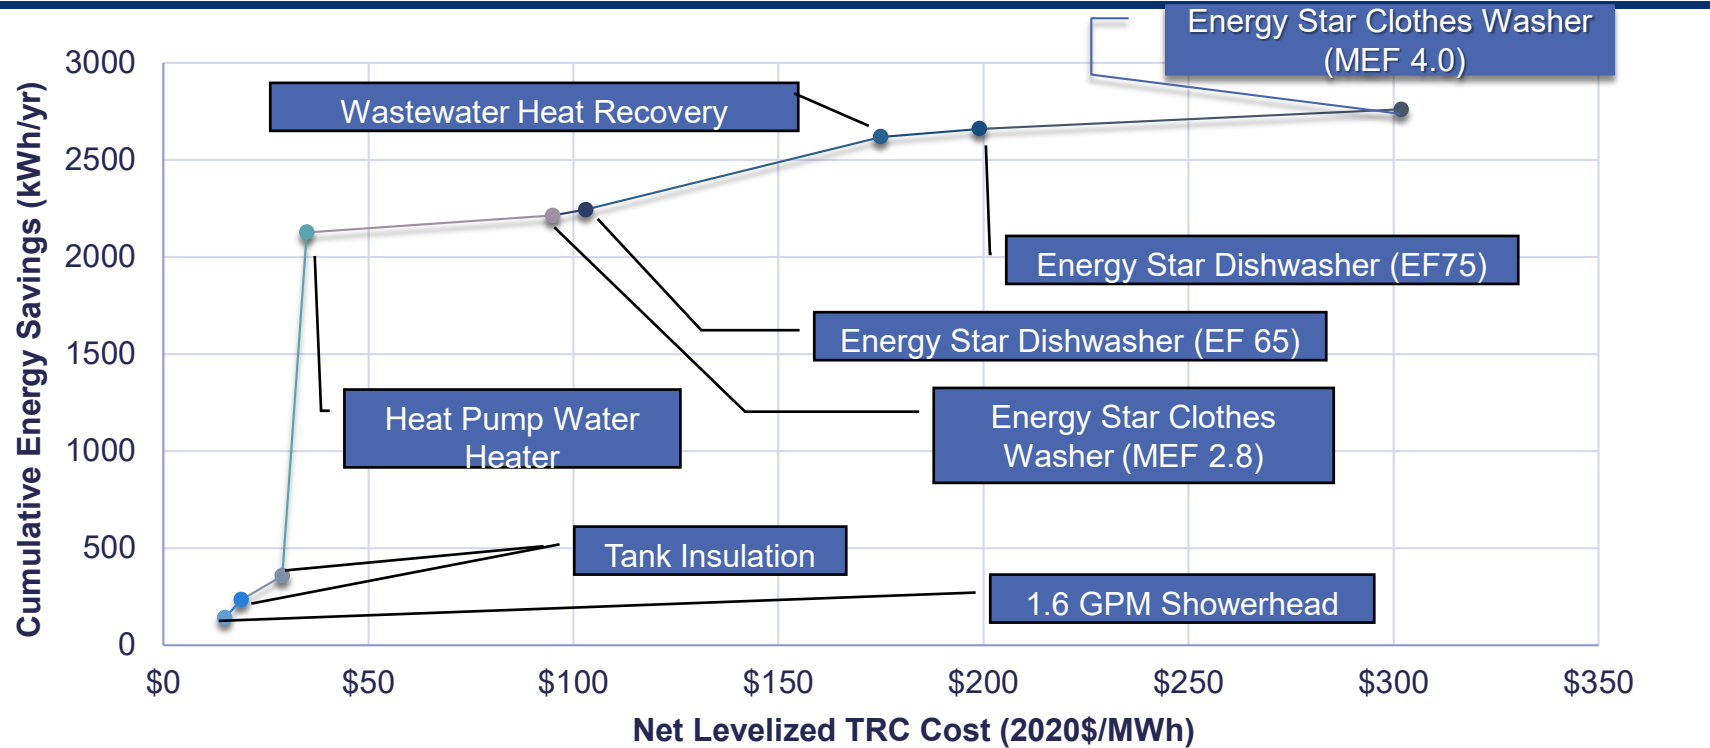 Energy Star Clothes Washer
(MEF 4.0)
3000
Wastewater Heat Recovery
2500
2000
Energy Star Dishwasher (EF75)
Energy Star Dishwasher (EF 65)
1500
Heat Pump Water
Heater
Energy Star Clothes
Washer (MEF 2.8)
1000
500
Tank Insulation
1.6 GPM Showerhead
0
Cumulative Energy Savings (kWh/yr)
$0 $50 $100 $150 $200 $250 $300 $350
Net Levelized TRC Cost (2020$/MWh)